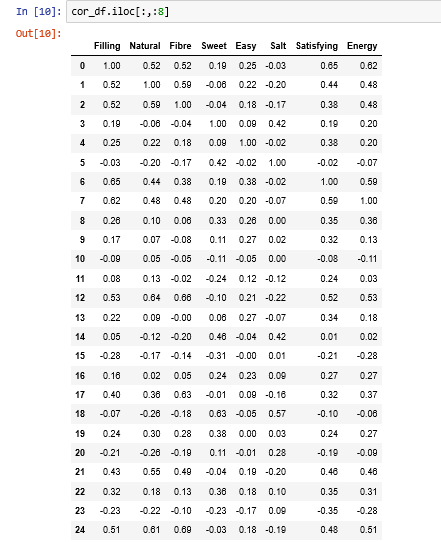 In [10]: cor_df.iloc[:,:8]
Out[10]:
Filling Natural Fibre Sweet Easy Salt Satisfying Energy
0 1.00 0.52 0.52 0.19 0.25 -0.03 0.65 0.62
1 0.52 1.00 0.59 -0.06 0.22 -0.20 0.44 0.48
2 0.52 0.59 1.00 -0.04 0.18 -0.17 0.38 0.48
3 0.19 -0.06 -0.04 1.00 0.09 0.42 0.19 0.20
4 0.25 0.22 0.18 0.09 1.00 -0.02 0.38 0.20
5 -0.03 -0.20 -0.17 0.42 -0.02 1.00 -0.02 -0.07
6 0.65 0.44 0.38 0.19 0.38 -0.02 1.00 0.59
7 0.62 0.48 0.48 0.20 0.20 -0.07 0.59 1.00
8 0.26 0.10 0.06 0.33 0.26 0.00 0.35 0.36
9 0.17 0.07 -0.08 0.11 0.27 0.02 0.32 0.13
10 -0.09 0.05 -0.05 -0.11 -0.05 0.00 -0.08 -0.11
11 0.08 0.13 -0.02 -0.24 0.12 -0.12 0.24 0.03
12 0.53 0.64 0.66 -0.10 0.21 -0.22 0.52 0.53
13 0.22 0.09 -0.00 0.06 0.27 -0.07 0.34 0.18
14 0.05 -0.12 -0.20 0.46 -0.04 0.42 0.01 0.02
15 -0.28 -0.17 -0.14 -0.31 -0.00 0.01 -0.21 -0.28
16 0.16 0.02 0.05 0.24 0.23 0.09 0.27 0.27
17 0.40 0.36 0.63 -0.01 0.09 -0.16 0.32 0.37
18 -0.07 -0.26 -0.18 0.63 -0.05 0.57 -0.10 -0.06
19 0.24 0.30 0.28 0.38 0.00 0.03 0.24 0.27
20 -0.21 -0.26 -0.19 0.11 -0.01 0.28 -0.19 -0.09
21 0.43 0.55 0.49 -0.04 0.19 -0.20 0.46 0.46
22 0.32 0.18 0.13 0.36 0.18 0.10 0.35 0.31
23 -0.23 -0.22 -0.10 -0.23 -0.17 0.09 -0.35 -0.28
24 0.51 0.61 0.69 -0.03 0.18 -0.19 0.48 0.51